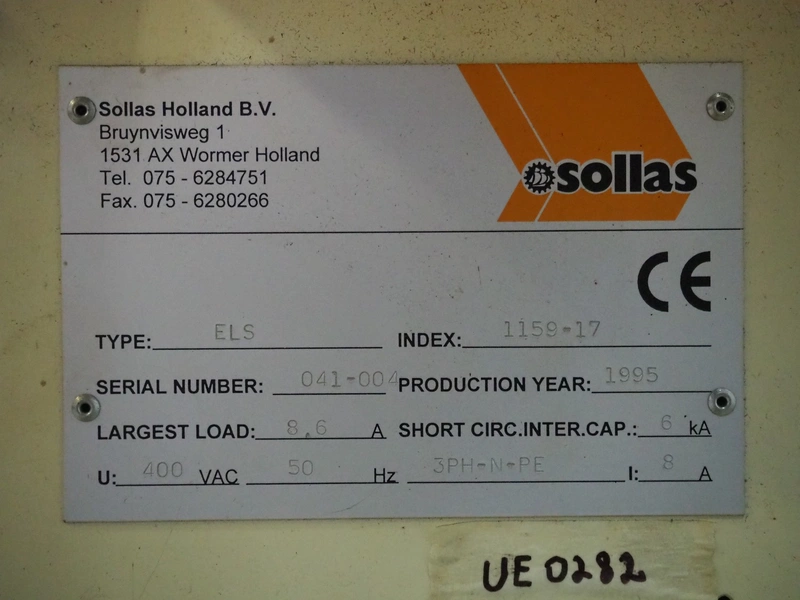 Sollas Holland B.V.
Bruynvisweg 1
1531 AX Wormer Holland
Tel. 075 - 6284751
Fax. 075 - 6280266
sollas
CE
TYPE: ELS INDEX: 1159-17
SERIAL NUMBER: 041-004 PRODUCTION YEAR: 1995
LARGEST LOAD: 8,6 A SHORT CIRC.INTER.CAP.: 6 kA
U: 400 VAC 50 Hz 3PH-N-PE I: 8 A
UE 0282